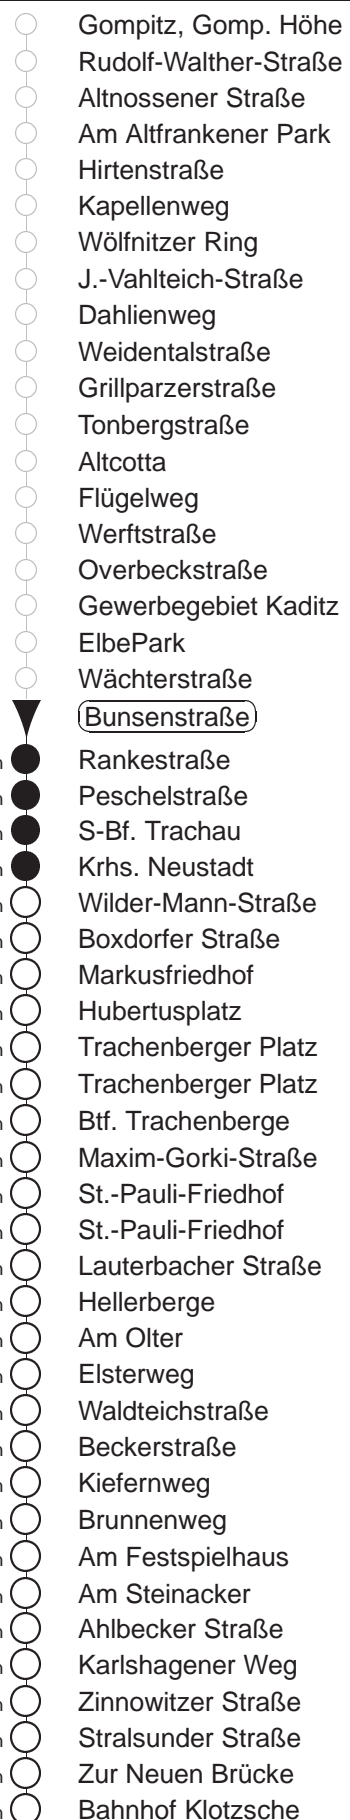 Gompitz, Gomp. Höhe
Rudolf-Walther-Straße
Altnossener Straße
Am Altfrankener Park
Hirtenstraße
Kapellenweg
Wölfnitzer Ring
J.-Vahlteich-Straße
Dahlienweg
Weidentalstraße
Grillparzerstraße
Tonbergstraße
Altcotta
Flügelweg
Werftstraße
Overbeckstraße
Gewerbegebiet Kaditz
ElbePark
Wächterstraße
Bunsenstraße
Rankestraße
Peschelstraße
S-Bf. Trachau
Krhs. Neustadt
Wilder-Mann-Straße
Boxdorfer Straße
Markusfriedhof
Hubertusplatz
Trachenberger Platz
Trachenberger Platz
Btf. Trachenberge
Maxim-Gorki-Straße
St.-Pauli-Friedhof
St.-Pauli-Friedhof
Lauterbacher Straße
Hellerberge
Am Olter
Elsterweg
Waldteichstraße
Beckerstraße
Kiefernweg
Brunnenweg
Am Festspielhaus
Am Steinacker
Ahlbecker Straße
Karlshagener Weg
Zinnowitzer Straße
Stralsunder Straße
Zur Neuen Brücke
Bahnhof Klotzsche